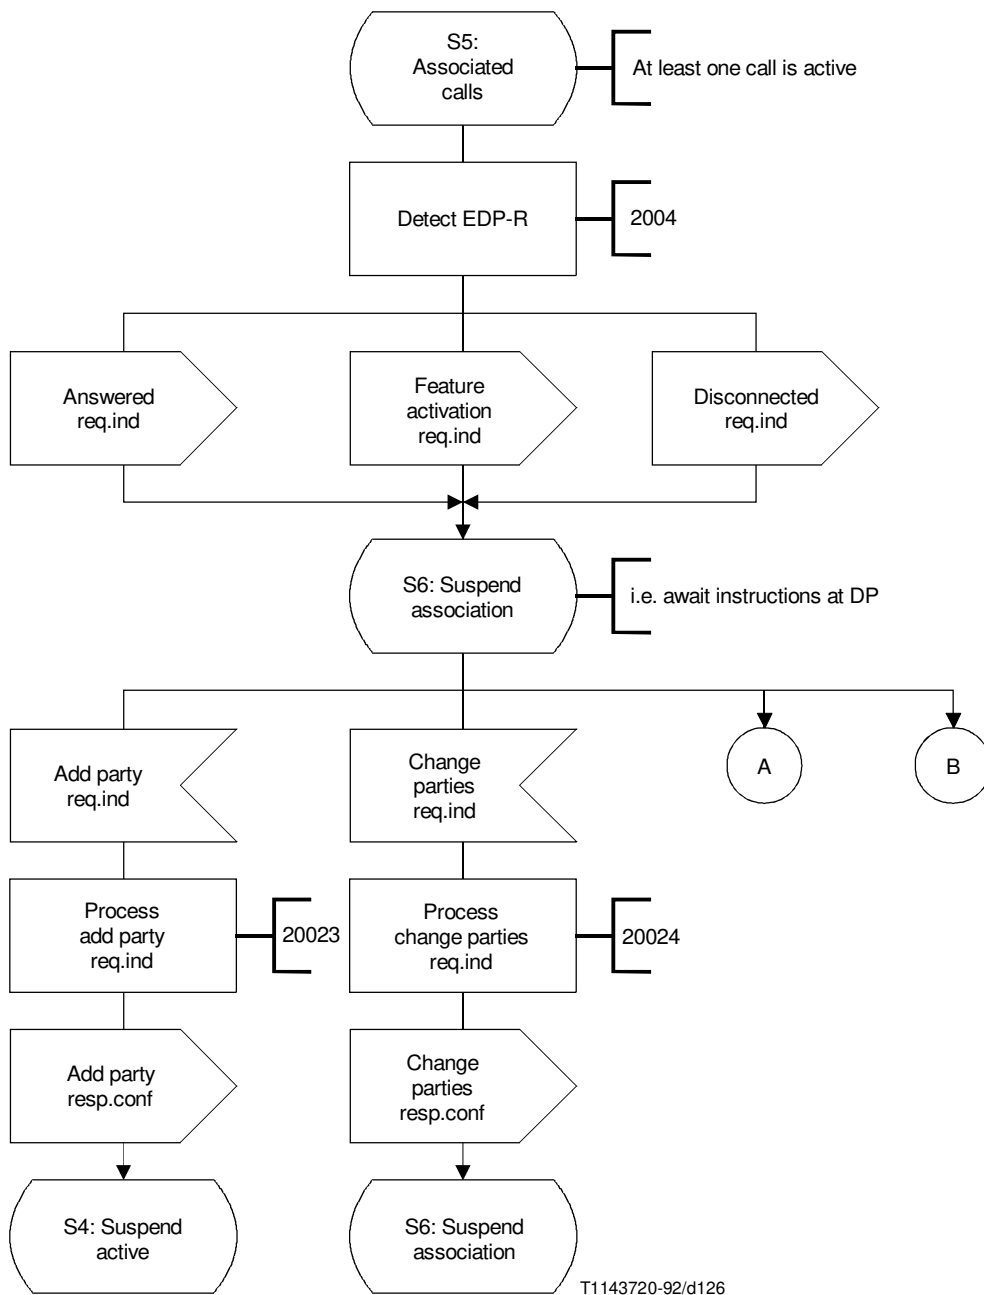 S5:
Associated
calls
At least one call is active
Detect EDP-R
2004
Answered
req.ind
Feature
activation
req.ind
Disconnected
req.ind
S6: Suspend
association
i.e. await instructions at DP
Add party
req.ind
Change
parties
req.ind
A
B
Process
add party
req.ind
20023
Process
change parties
req.ind
20024
Add party
resp.conf
Change
parties
resp.conf
S4: Suspend
active
S6: Suspend
association
T1143720-92/d126